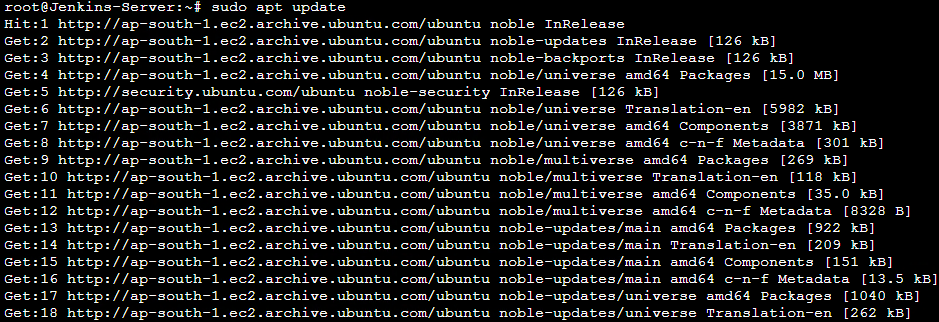 root@Jenkins-Server:~# sudo apt update
Hit:1 http://ap-south-1.ec2.archive.ubuntu.com/ubuntu noble InRelease
Get:2 http://ap-south-1.ec2.archive.ubuntu.com/ubuntu noble-updates InRelease [126 kB]
Get:3 http://ap-south-1.ec2.archive.ubuntu.com/ubuntu noble-backports InRelease [126 kB]
Get:4 http://ap-south-1.ec2.archive.ubuntu.com/ubuntu noble/universe amd64 Packages [15.0 MB]
Get:5 http://security.ubuntu.com/ubuntu noble-security InRelease [126 kB]
Get:6 http://ap-south-1.ec2.archive.ubuntu.com/ubuntu noble/universe Translation-en [5982 kB]
Get:7 http://ap-south-1.ec2.archive.ubuntu.com/ubuntu noble/universe amd64 Components [3871 kB]
Get:8 http://ap-south-1.ec2.archive.ubuntu.com/ubuntu noble/universe amd64 c-n-f Metadata [301 kB]
Get:9 http://ap-south-1.ec2.archive.ubuntu.com/ubuntu noble/multiverse amd64 Packages [269 kB]
Get:10 http://ap-south-1.ec2.archive.ubuntu.com/ubuntu noble/multiverse Translation-en [118 kB]
Get:11 http://ap-south-1.ec2.archive.ubuntu.com/ubuntu noble/multiverse amd64 Components [35.0 kB]
Get:12 http://ap-south-1.ec2.archive.ubuntu.com/ubuntu noble/multiverse amd64 c-n-f Metadata [8328 B]
Get:13 http://ap-south-1.ec2.archive.ubuntu.com/ubuntu noble-updates/main amd64 Packages [922 kB]
Get:14 http://ap-south-1.ec2.archive.ubuntu.com/ubuntu noble-updates/main Translation-en [209 kB]
Get:15 http://ap-south-1.ec2.archive.ubuntu.com/ubuntu noble-updates/main amd64 Components [151 kB]
Get:16 http://ap-south-1.ec2.archive.ubuntu.com/ubuntu noble-updates/main amd64 c-n-f Metadata [13.5 kB]
Get:17 http://ap-south-1.ec2.archive.ubuntu.com/ubuntu noble-updates/universe amd64 Packages [1040 kB]
Get:18 http://ap-south-1.ec2.archive.ubuntu.com/ubuntu noble-updates/universe Translation-en [262 kB]